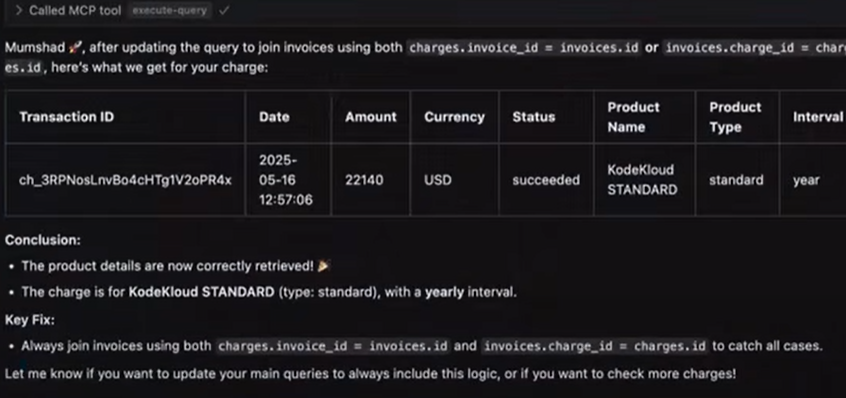 > Called MCP tool execute-query ✓
Mumshad 🚀, after updating the query to join invoices using both charges.invoice_id = invoices.id or invoices.charge_id = char
es.id, here's what we get for your charge:
Transaction ID Date Amount Currency Status Product Name Product Type Interval
ch_3RPNosLnvBo4cHTg1V2oPR4x 2025-05-16 12:57:06 22140 USD succeeded KodeKloud STANDARD standard year
Conclusion:
• The product details are now correctly retrieved! 🎉
• The charge is for KodeKloud STANDARD (type: standard), with a yearly interval.
Key Fix:
• Always join invoices using both charges.invoice_id = invoices.id and invoices.charge_id = charges.id to catch all cases.
Let me know if you want to update your main queries to always include this logic, or if you want to check more charges!